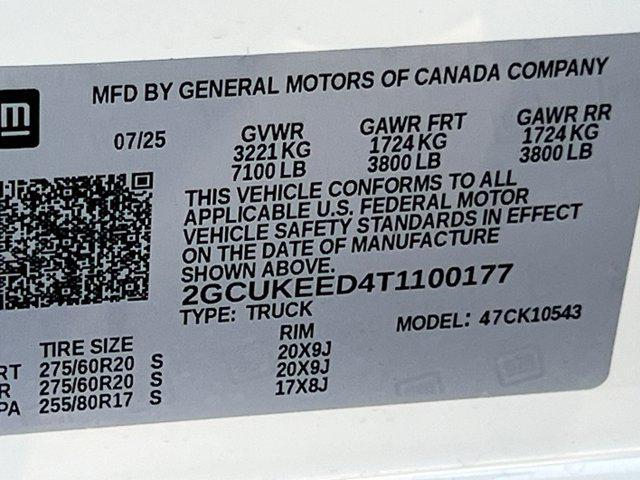 gm
MFD BY GENERAL MOTORS OF CANADA COMPANY
07/25
GVWR
3221 KG
7100 LB
GAWR FRT
1724 KG
3800 LB
GAWR RR
1724 KG
3800 LB
THIS VEHICLE CONFORMS TO ALL
APPLICABLE U.S. FEDERAL MOTOR
VEHICLE SAFETY STANDARDS IN EFFECT
ON THE DATE OF MANUFACTURE
SHOWN ABOVE.
2GCUKEED4T1100177
TYPE: TRUCK
MODEL: 47CK10543
TIRE SIZE
RIM
RT 275/60R20 S 20X9J
R 275/60R20 S 20X9J
PA 255/80R17 S 17X8J